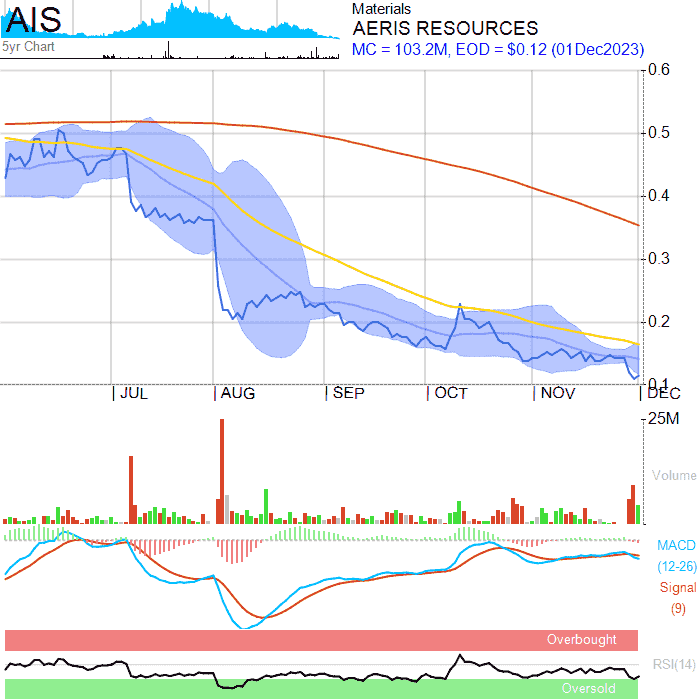 AIS
5yr Chart
Materials
AERIS RESOURCES
MC = 103.2M, EOD = $0.12 (01Dec2023)
0.6
0.5
0.4
0.3
0.2
0.1
JUL
AUG
SEP
OCT
NOV
DEC
25M
Volume
MACD
(12-26)
Signal
(9)
Overbought
RSI(14)
Oversold